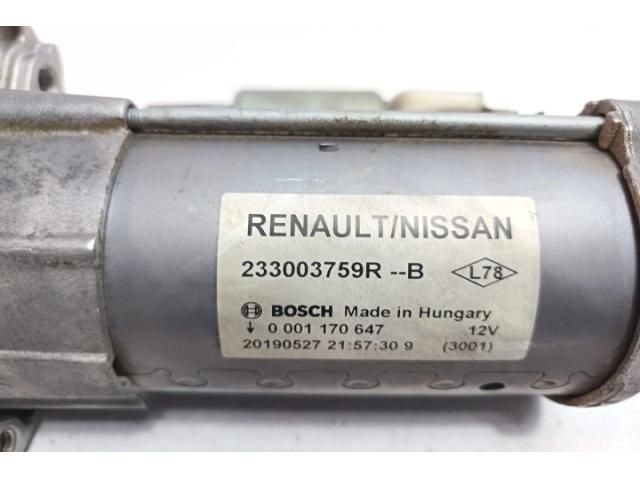 RENAULT/NISSAN
233003759R --B L78
BOSCH Made in Hungary
↓ 0 001 170 647 12V
20190527 21:57:30 9 (3001)